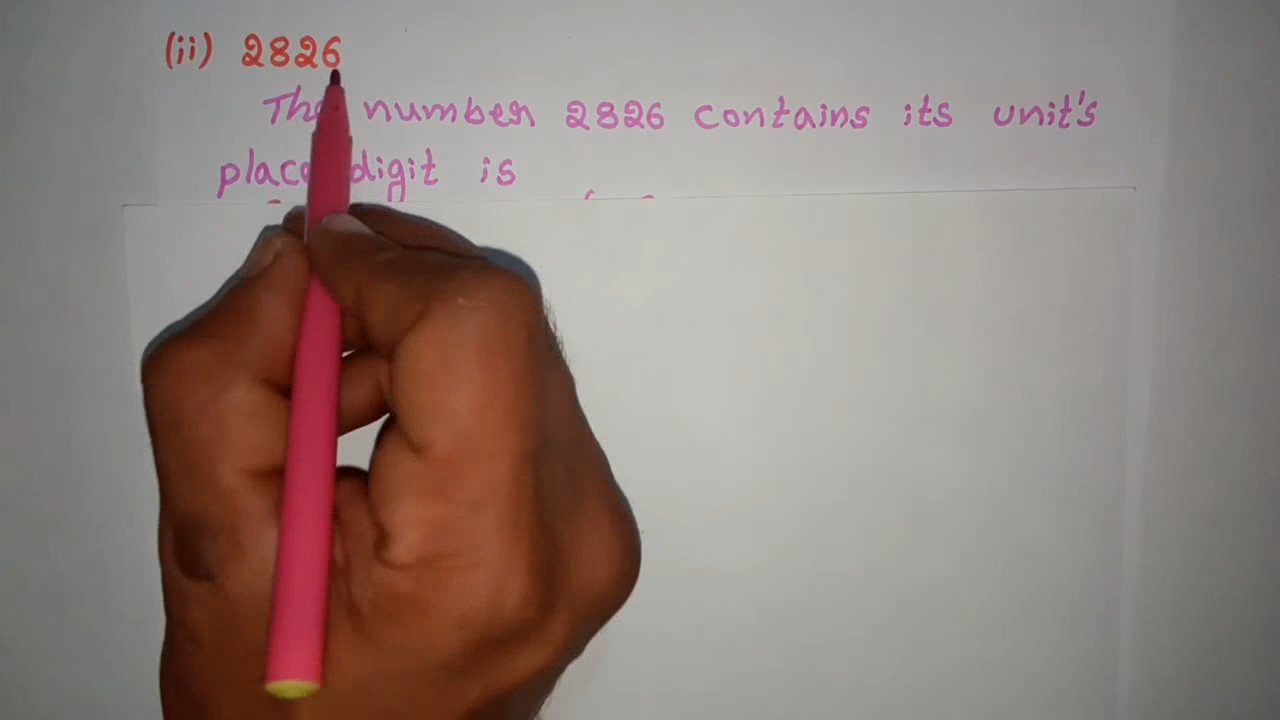 (ii) 2826
The number 2826 contains its unit's
place digit is